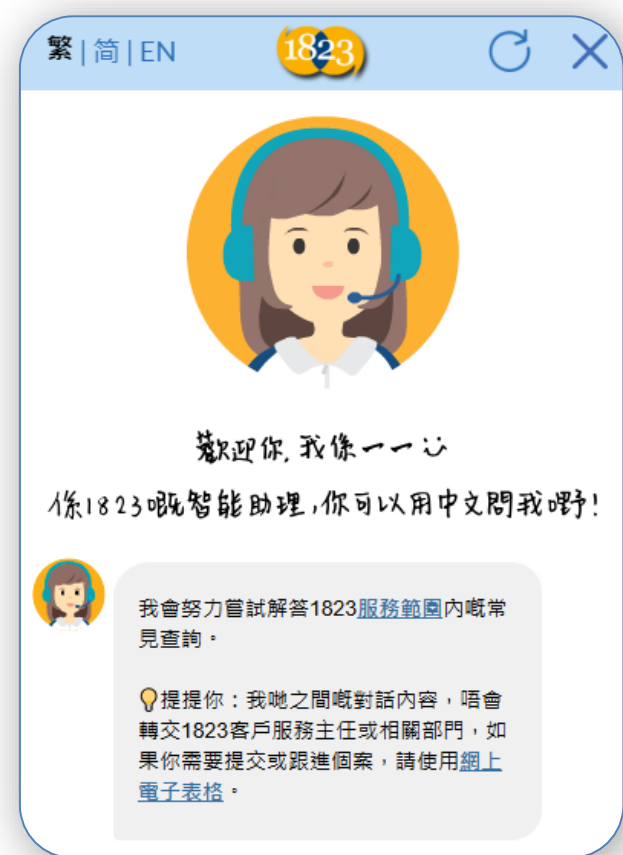 繁 | 简 | EN
1823
歡迎你,我係一一
係1823嘅智能助理,你可以用中文問我嘢!
我會努力嘗試解答1823服務範圍內嘅常
見查詢。
提提你：我哋之間嘅對話內容，唔會
轉交1823客戶服務主任或相關部門，如
果你需要提交或跟進個案，請使用網上
電子表格。